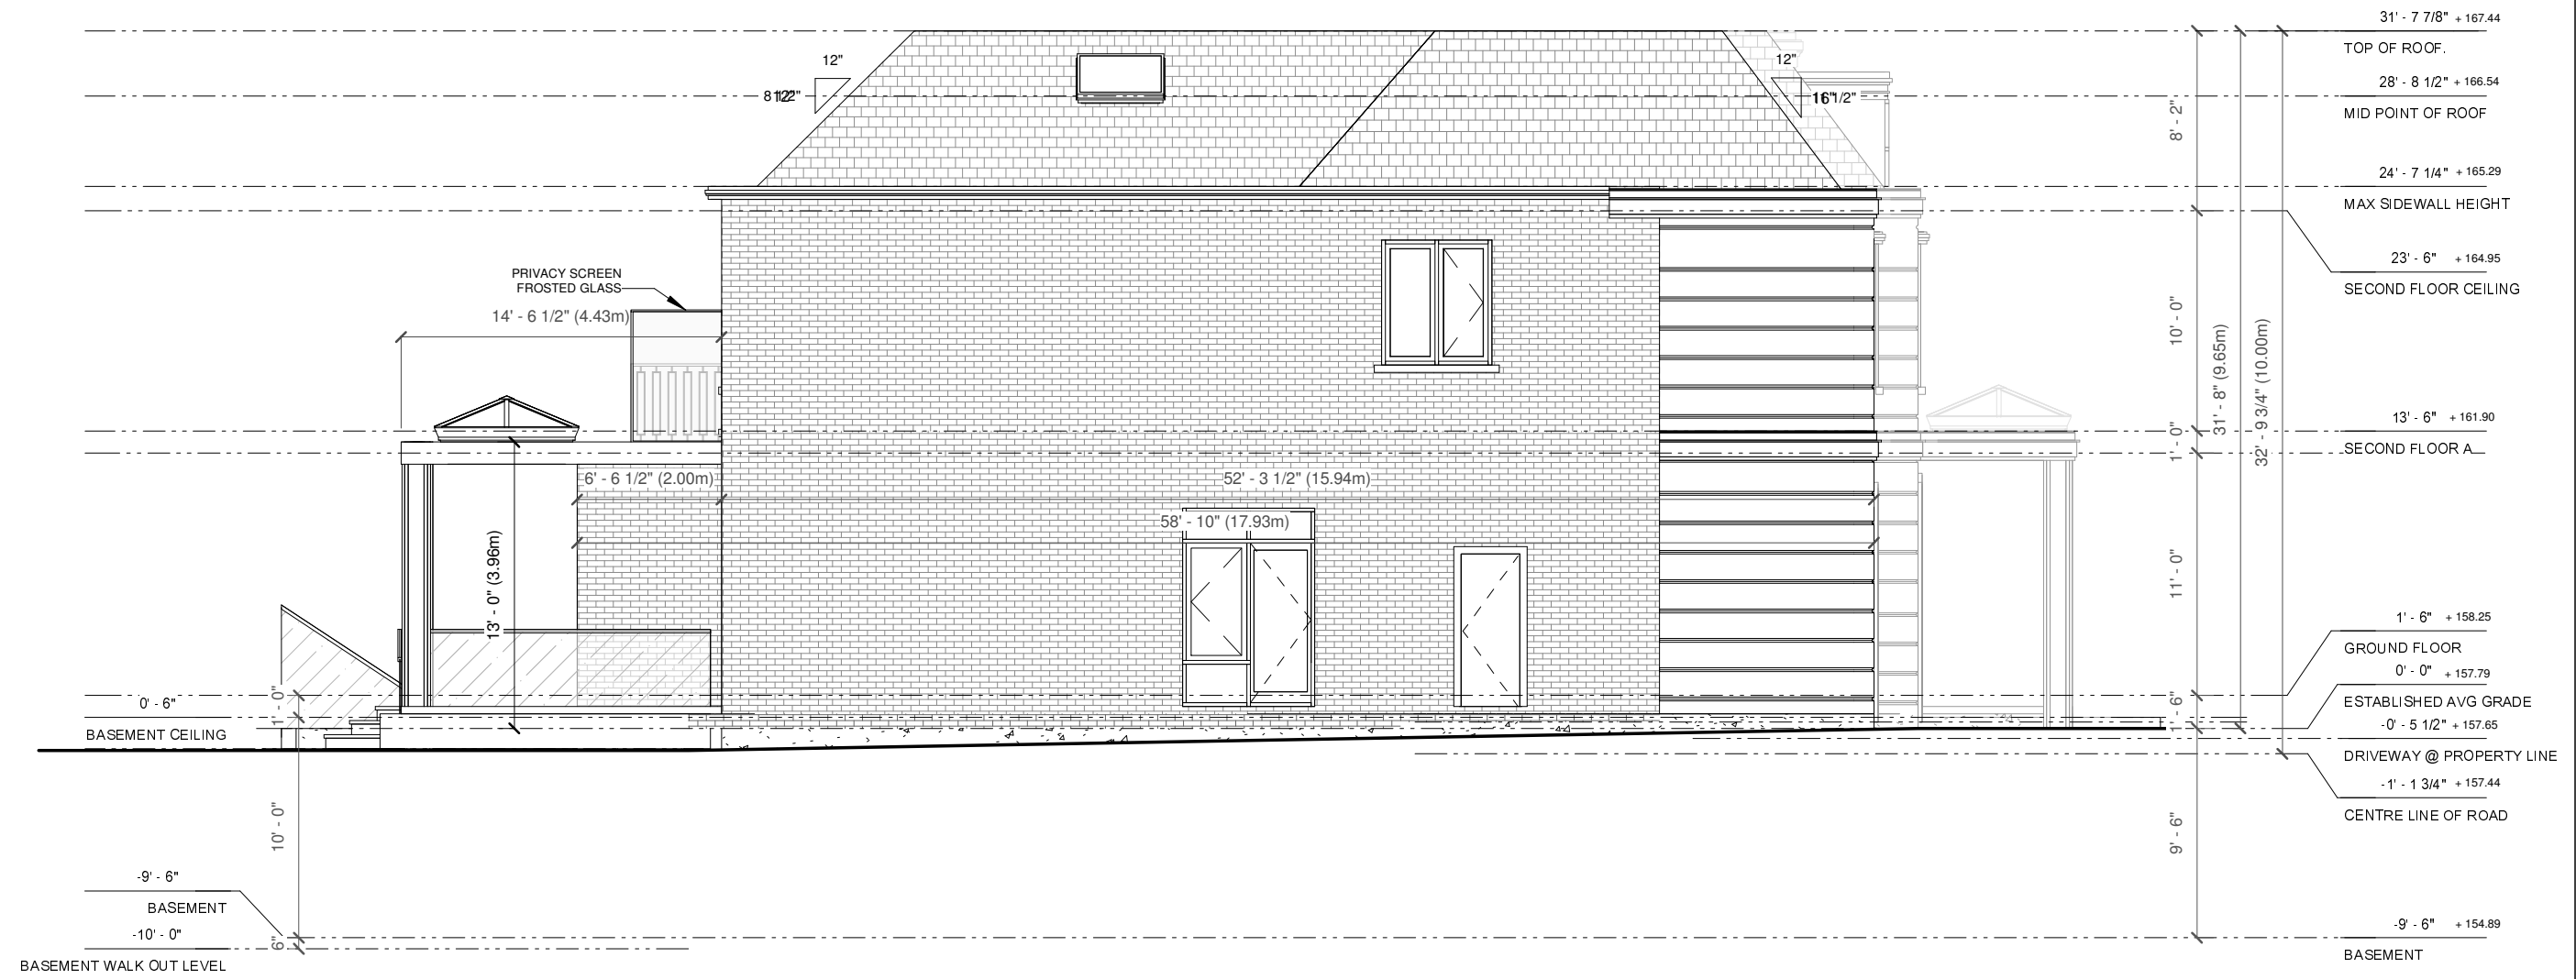 31' - 7 7/8" + 167.44
TOP OF ROOF.
12"
12"
28' - 8 1/2" + 166.54
MID POINT OF ROOF
8' - 2"
24' - 7 1/4" + 165.29
MAX SIDEWALL HEIGHT
23' - 6" + 164.95
SECOND FLOOR CEILING
PRIVACY SCREEN
FROSTED GLASS
14' - 6 1/2" (4.43m)
10' - 0"
31' - 8" (9.65m)
32' - 9 3/4" (10.00m)
13' - 6" + 161.90
SECOND FLOOR A
1' - 0"
6' - 6 1/2" (2.00m)
52' - 3 1/2" (15.94m)
58' - 10" (17.93m)
13' - 0" (3.96m)
11' - 0"
1' - 6" + 158.25
GROUND FLOOR
0' - 0" + 157.79
ESTABLISHED AVG GRADE
1' - 6"
-0' - 5 1/2" + 157.65
DRIVEWAY @ PROPERTY LINE
-1' - 1 3/4" + 157.44
CENTRE LINE OF ROAD
0' - 6"
BASEMENT CEILING
1' - 0"
10' - 0"
9' - 6"
-9' - 6"
BASEMENT
-10' - 0"
BASEMENT WALK OUT LEVEL
6"
-9' - 6" + 154.89
BASEMENT